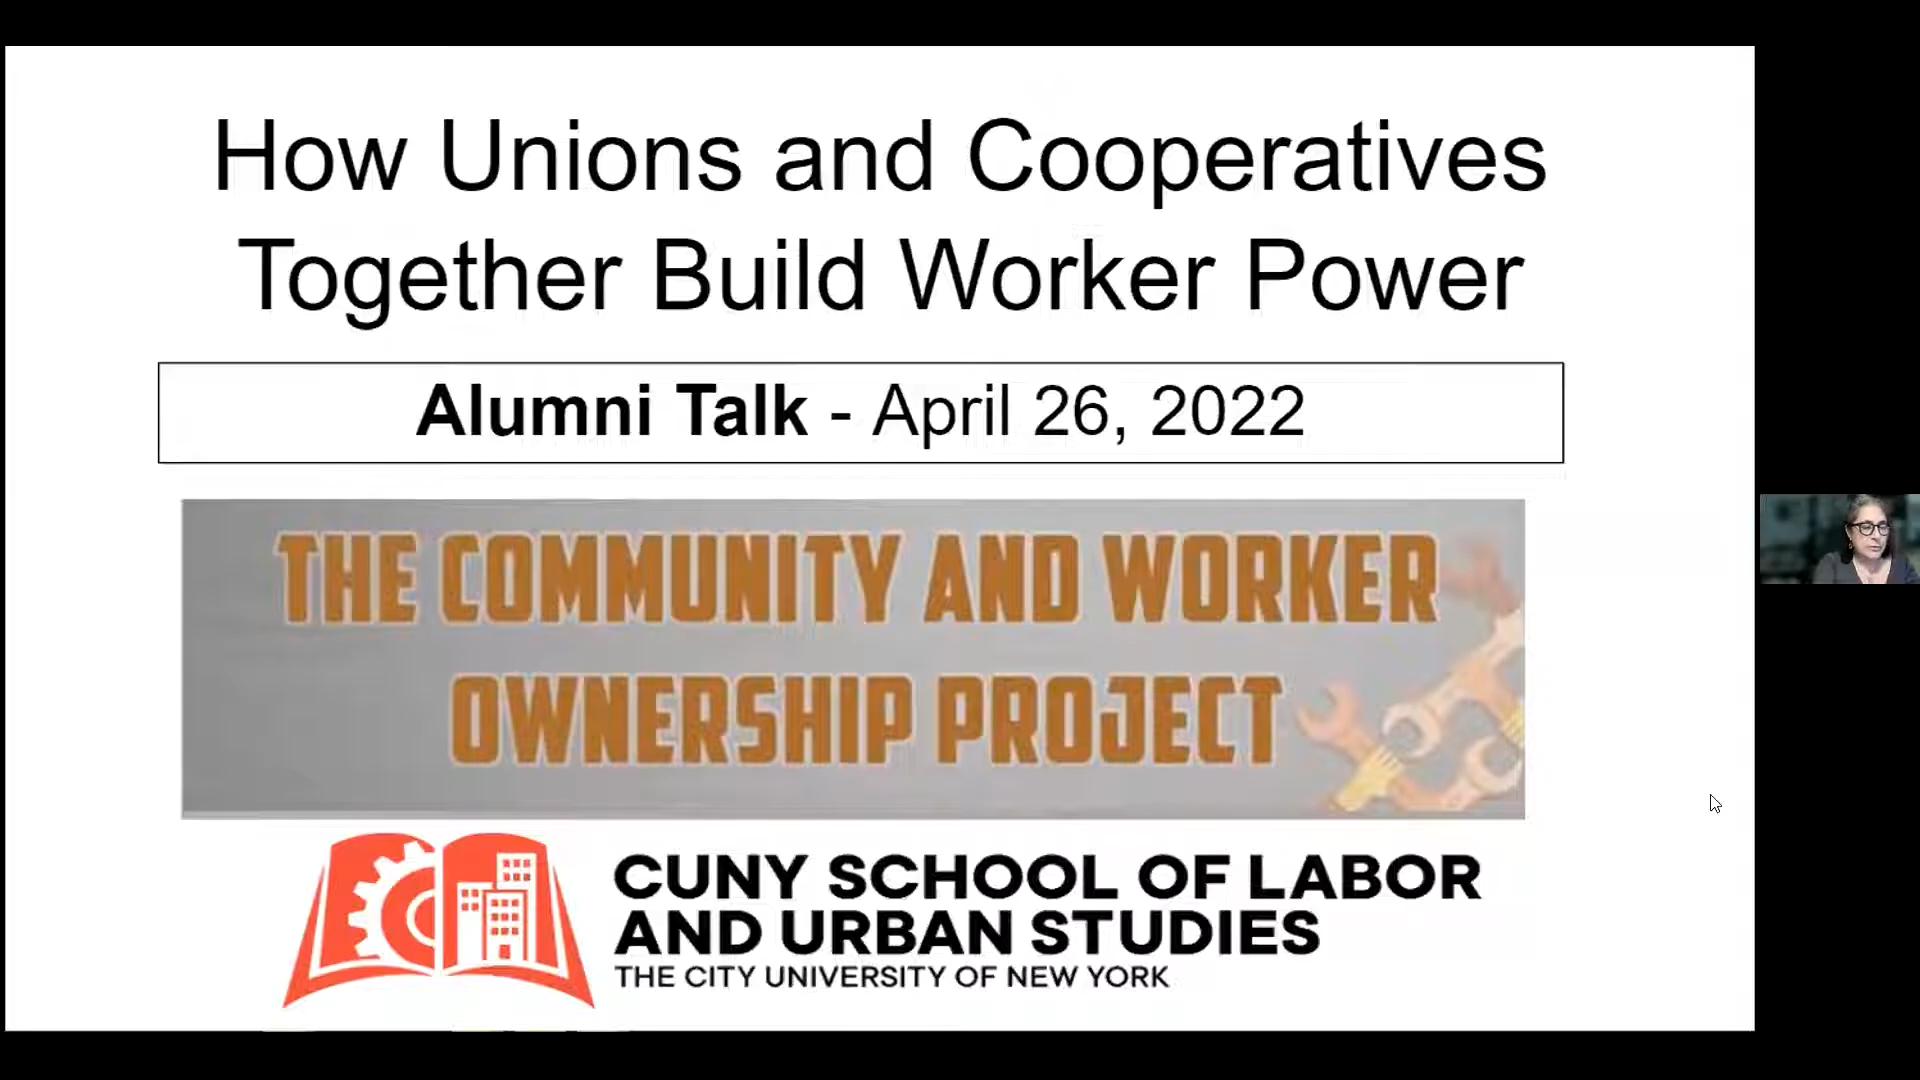 How Unions and Cooperatives
Together Build Worker Power
Alumni Talk - April 26, 2022
THE COMMUNITY AND WORKER
OWNERSHIP PROJECT
CUNY SCHOOL OF LABOR
AND URBAN STUDIES
THE CITY UNIVERSITY OF NEW YORK